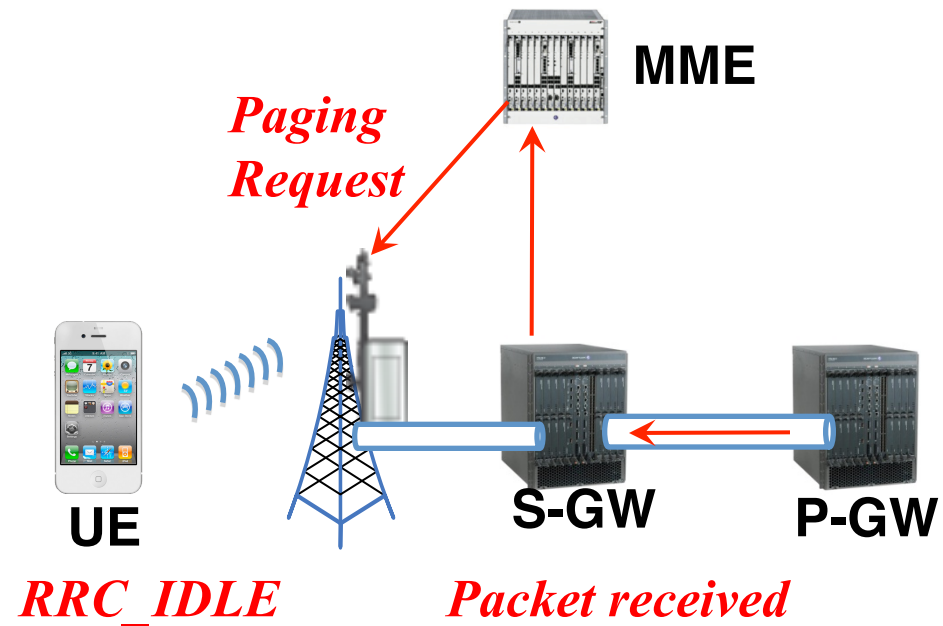 MME
Paging
Request
S-GW
P-GW
UE
RRC_IDLE
Packet received